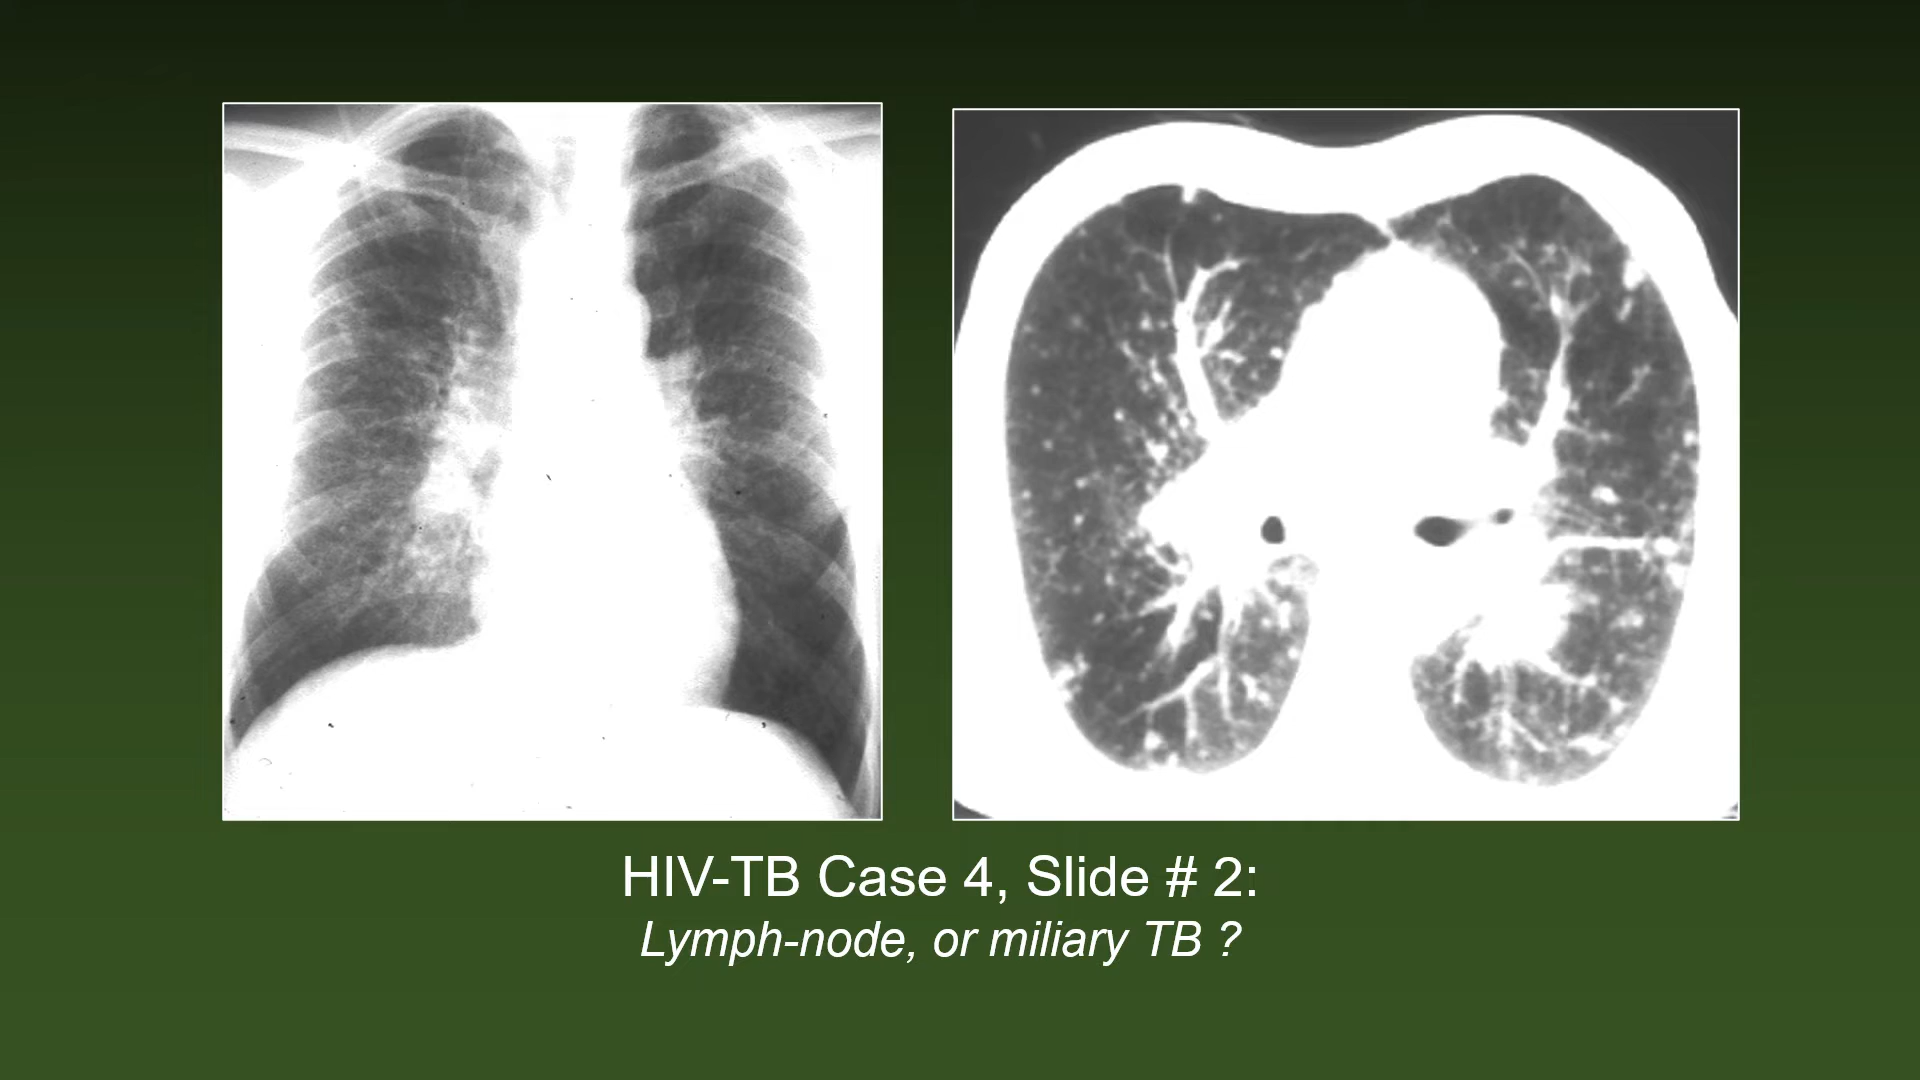 HIV-TB Case 4, Slide # 2:
Lymph-node, or miliary TB ?